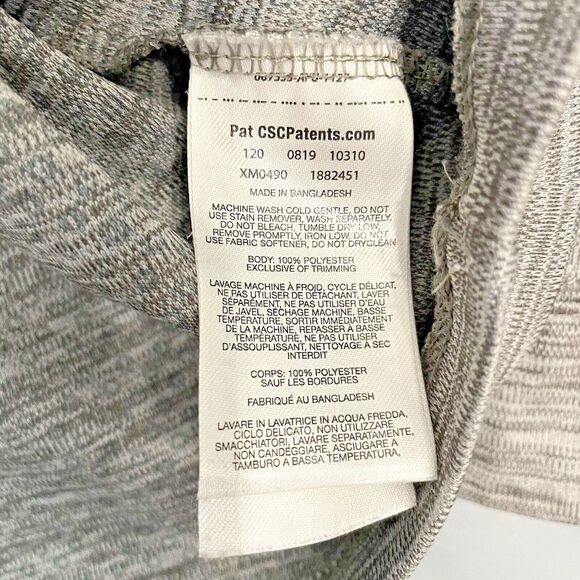 Pat CSCPatents.com
120 0819 10310
XM0490 1882451
MADE IN BANGLADESH
MACHINE WASH COLD GENTLE, DO NOT
USE STAIN REMOVER, WASH SEPARATELY,
DO NOT BLEACH, TUMBLE DRY LOW,
REMOVE PROMPTLY, IRON LOW, DO NOT
USE FABRIC SOFTENER, DO NOT DRYCLEAN
BODY: 100% POLYESTER
EXCLUSIVE OF TRIMMING
LAVAGE MACHINE À FROID, CYCLE DÉLICAT,
NE PAS UTILISER DE DÉTACHANT, LAVER
SÉPARÉMENT, NE PAS UTILISER D'EAU
DE JAVEL, SÉCHAGE MACHINE, BASSE
TEMPÉRATURE, SORTIR IMMÉDIATEMENT
DE LA MACHINE, REPASSER A BASSE
TEMPÉRATURE, NE PAS UTILISER
D'ASSOUPLISSANT, NETTOYAGE À SEC
INTERDIT
CORPS: 100% POLYESTER
SAUF LES BORDURES
FABRIQUÉ AU BANGLADESH
LAVARE IN LAVATRICE IN ACQUA FREDDA,
CICLO DELICATO, NON UTILIZZARE
SMACCHIATORI, LAVARE SEPARATAMENTE,
NON CANDEGGIARE, ASCIUGARE A
TAMBURO A BASSA TEMPERATURA,